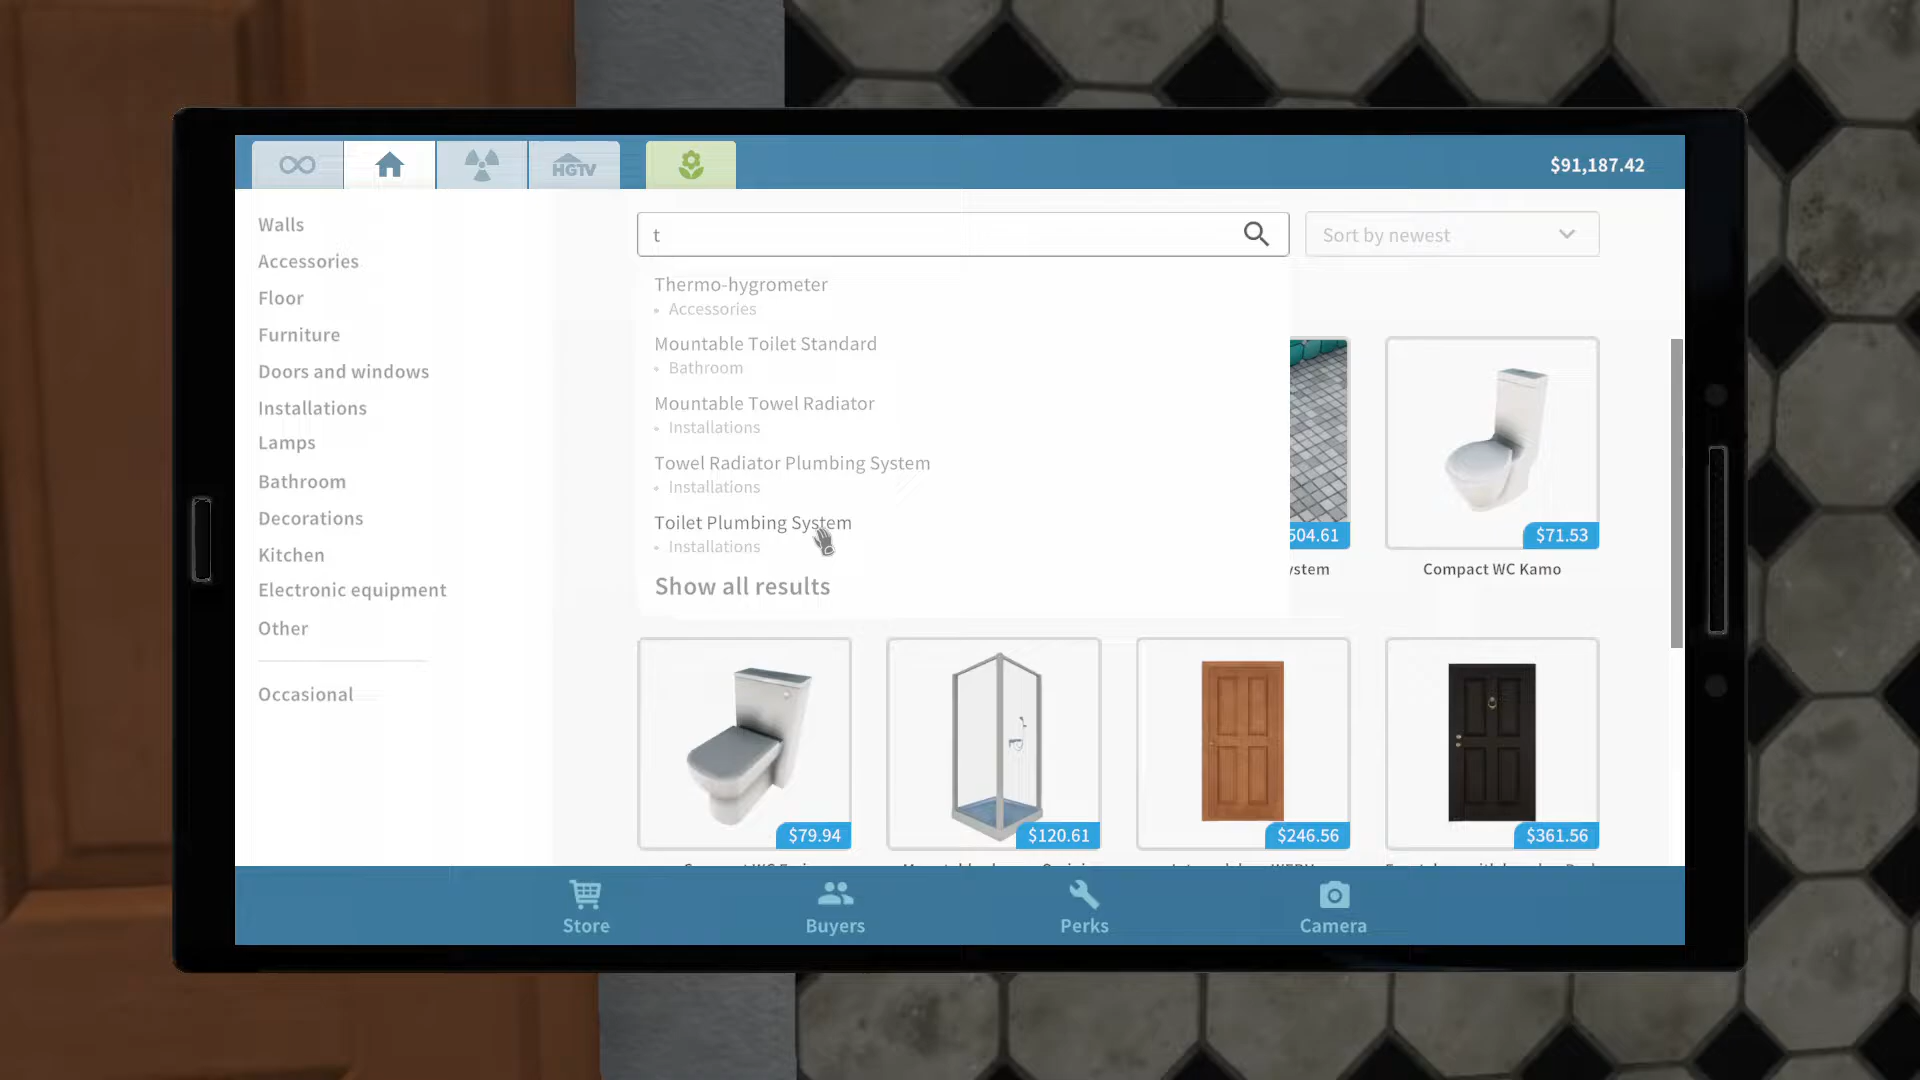 HGTV
$91,187.42
Walls
Accessories
Floor
Furniture
Doors and windows
Installations
Lamps
Bathroom
Decorations
Kitchen
Electronic equipment
Other
Occasional
t
Sort by newest
Thermo-hygrometer
• Accessories
Mountable Toilet Standard
• Bathroom
Mountable Towel Radiator
• Installations
Towel Radiator Plumbing System
• Installations
Toilet Plumbing System
• Installations
Show all results
504.61
$71.53
Compact WC Kamo
$79.94
$120.61
$246.56
$361.56
Store
Buyers
Perks
Camera